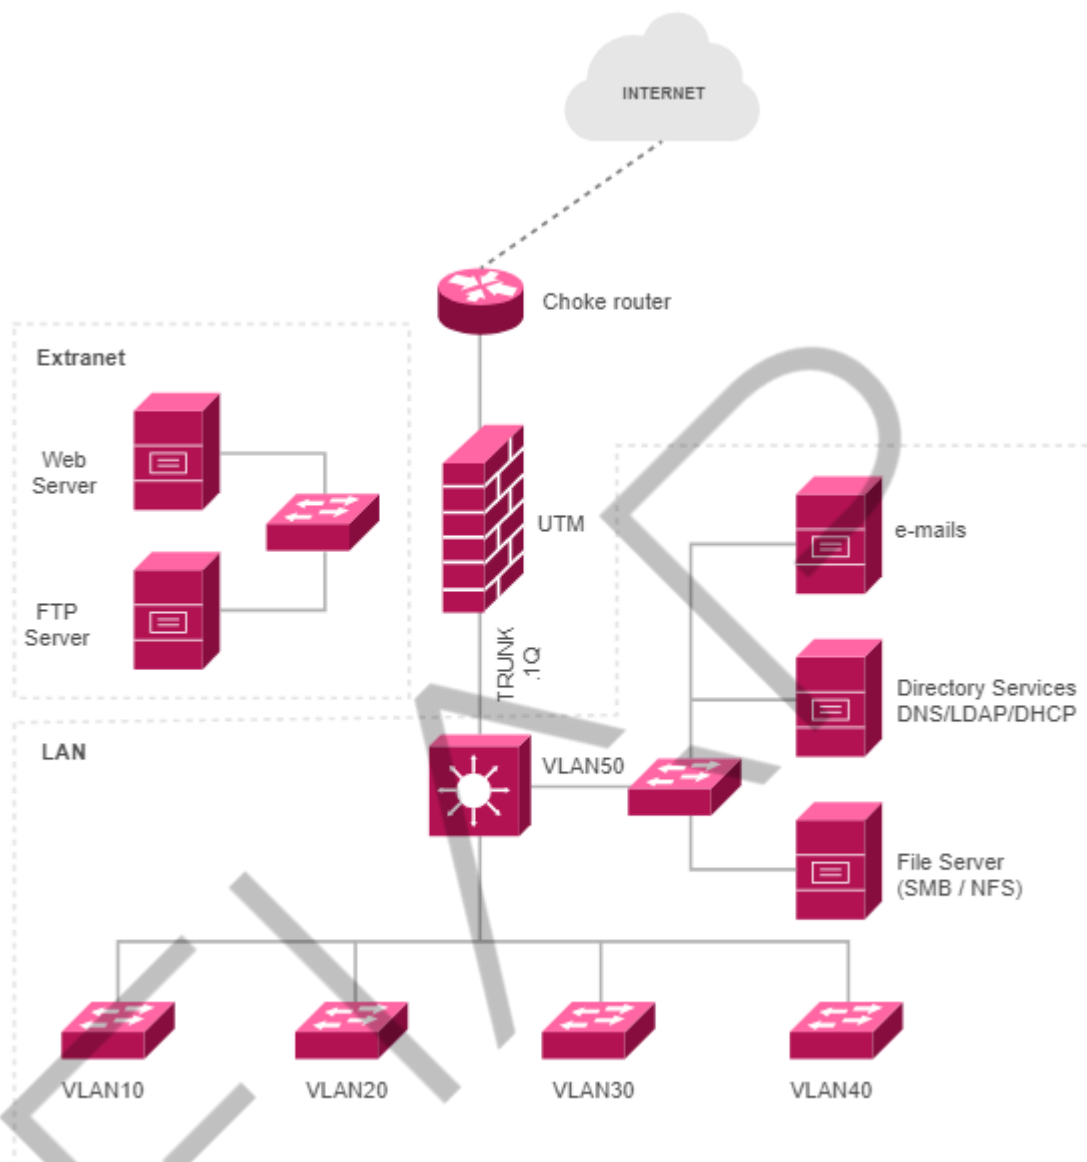 INTERNET
Choke router
Extranet
Web
Server
UTM
e-mails
FTP
Server
TRUNK
.1Q
Directory Services
DNS/LDAP/DHCP
LAN
VLAN50
File Server
(SMB / NFS)
VLAN10
VLAN20
VLAN30
VLAN40